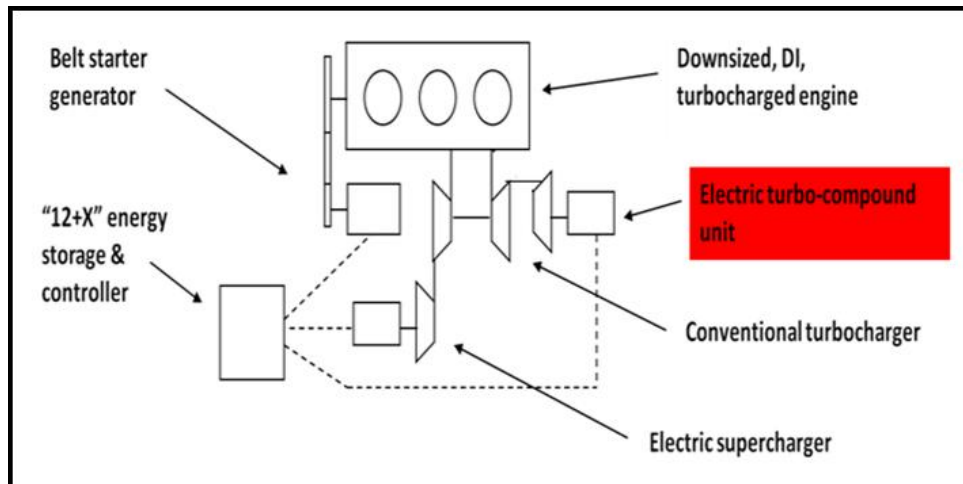 Belt starter
generator
Downsized, DI,
turbocharged engine
“12+X” energy
storage &
controller
Electric turbo-compound
unit
Conventional turbocharger
Electric supercharger